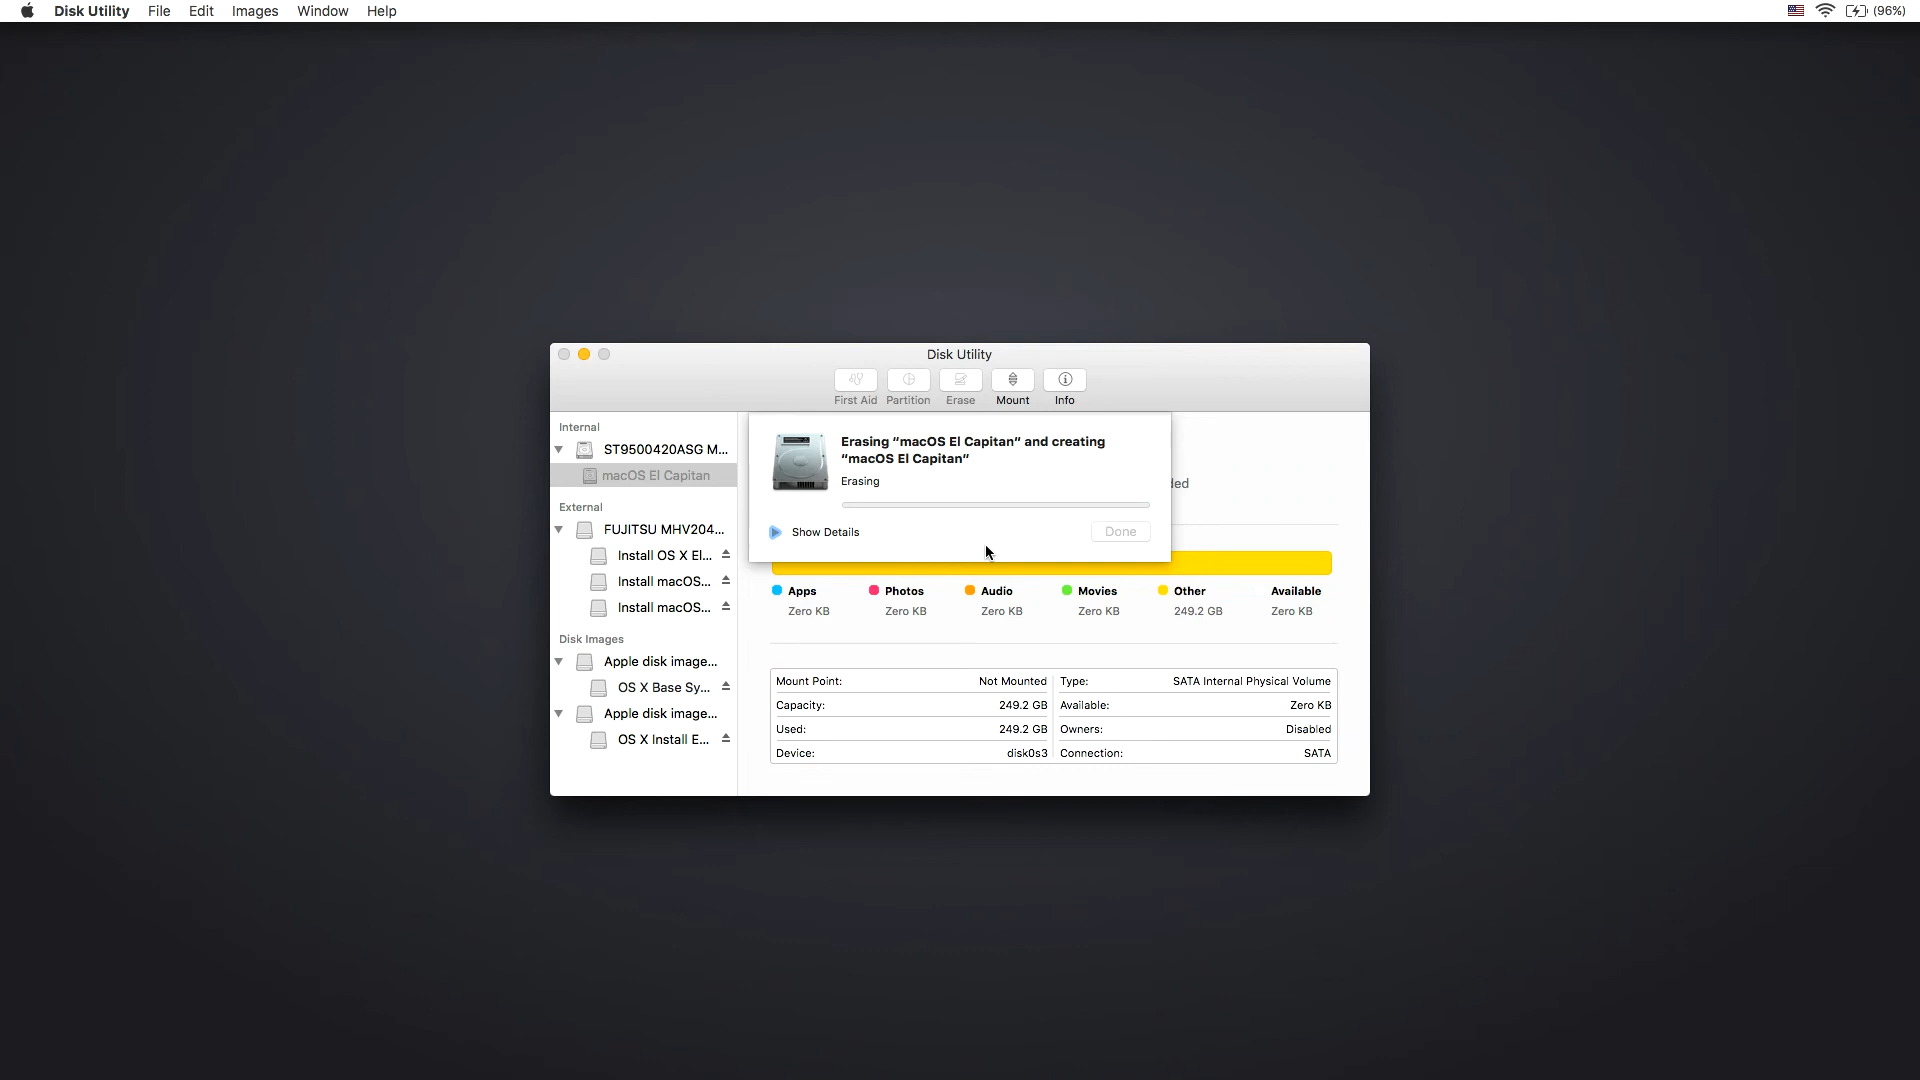 Disk Utility File Edit Images Window Help (96%)
Disk Utility
First Aid Partition Erase Mount Info
Internal
ST9500420ASG M...
macOS El Capitan
External
FUJITSU MHV204...
Install OS X El...
Install macOS...
Install macOS...
Disk Images
Apple disk image...
OS X Base Sy...
Apple disk image...
OS X Install E...
Erasing “macOS El Capitan” and creating
“macOS El Capitan”
Erasing
Show Details Done
Apps Photos Audio Movies Other Available
Zero KB Zero KB Zero KB Zero KB 249.2 GB Zero KB
Mount Point: Not Mounted Type: SATA Internal Physical Volume
Capacity: 249.2 GB Available: Zero KB
Used: 249.2 GB Owners: Disabled
Device: disk0s3 Connection: SATA